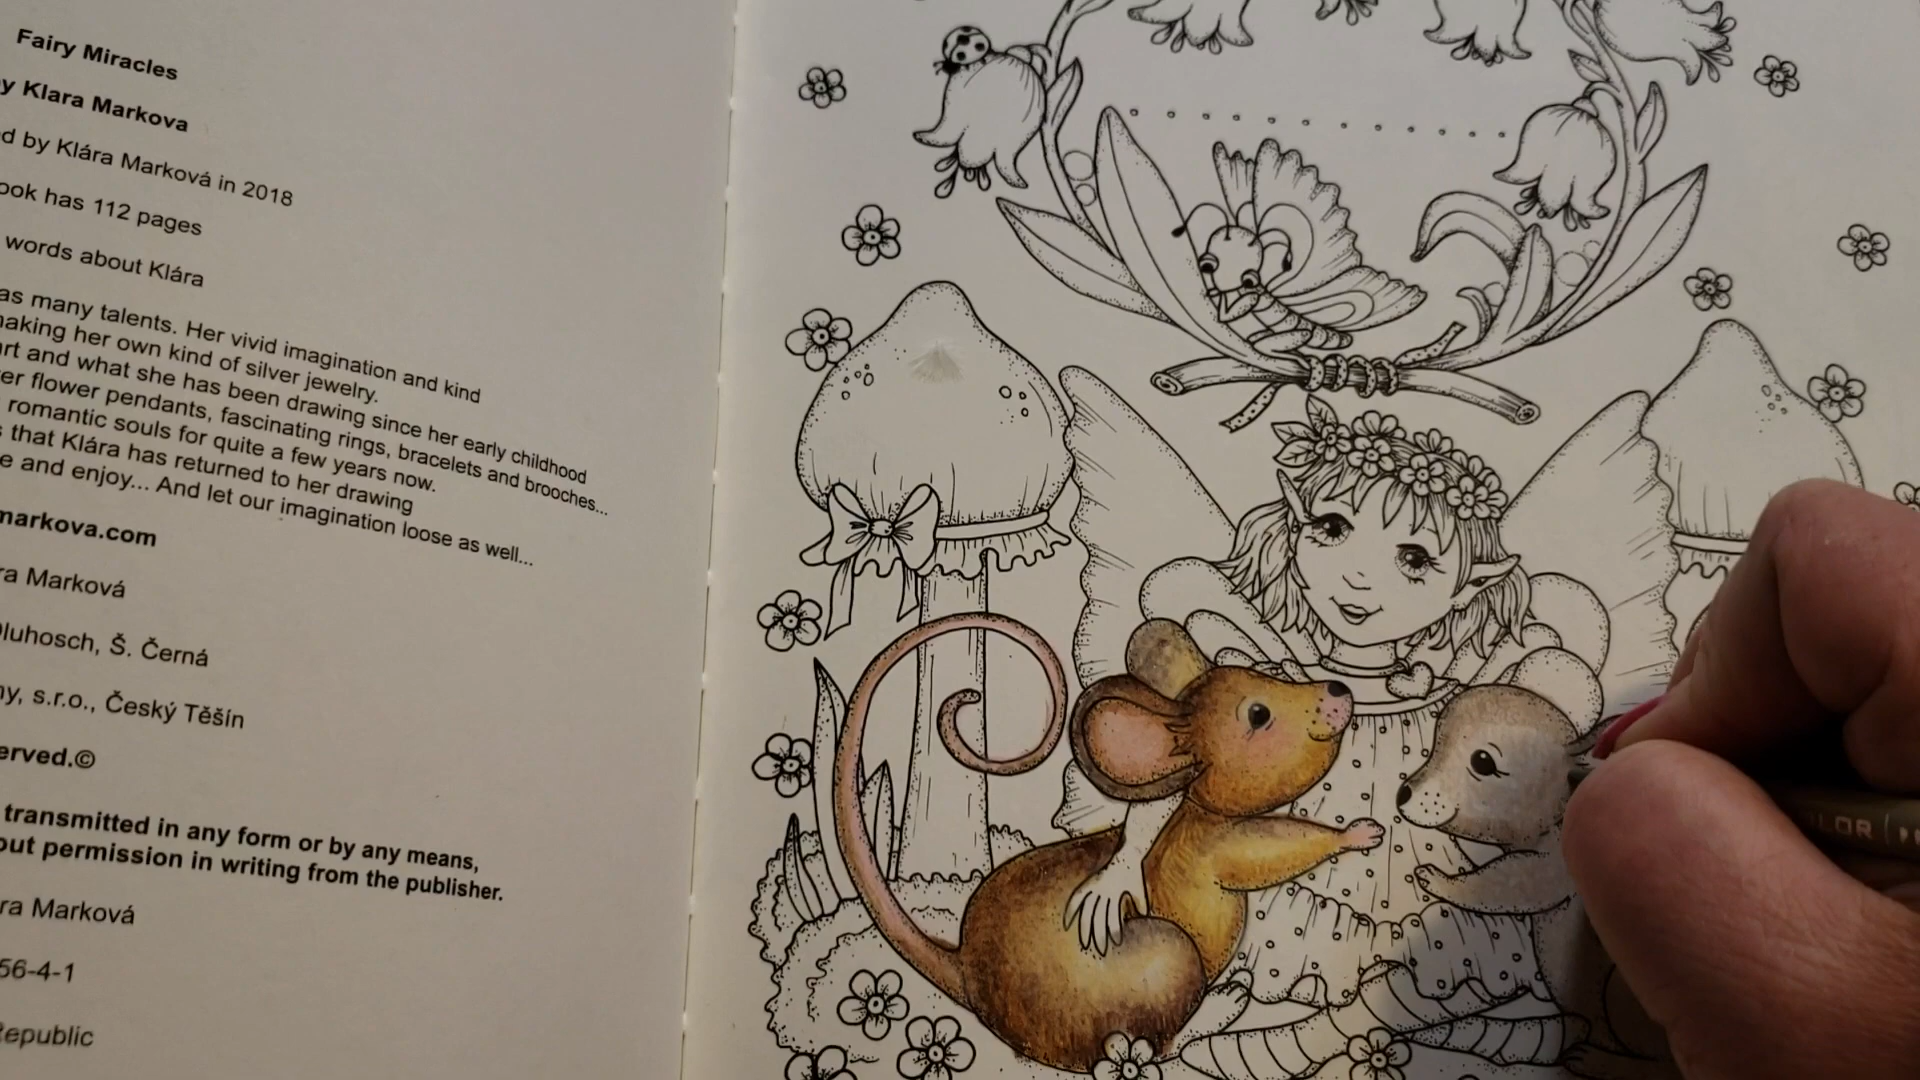 Fairy Miracles
by Klara Markova
ed by Klára Marková in 2018
ook has 112 pages
words about Klára
as many talents. Her vivid imagination and kind
making her own kind of silver jewelry.
art and what she has been drawing since her early childhood
er flower pendants, fascinating rings, bracelets and brooches...
romantic souls for quite a few years now.
s that Klára has returned to her drawing
e and enjoy... And let our imagination loose as well...
markova.com
ra Marková
Dluhosch, Š. Černá
ny, s.r.o., Český Těšín
erved.©
transmitted in any form or by any means,
out permission in writing from the publisher.
ra Marková
56-4-1
Republic